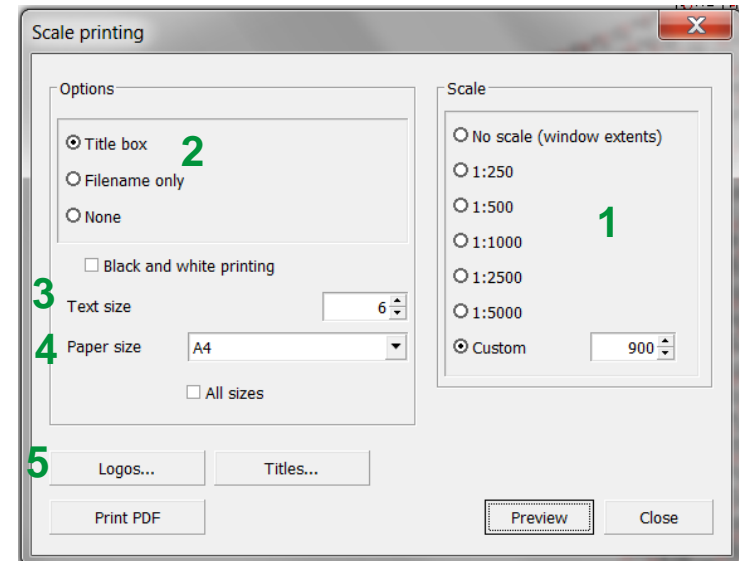 Scale printing
X
Options
Title box
2
Filename only
None
Black and white printing
3
Text size
6
4
Paper size
A4
All sizes
Scale
No scale (window extents)
1:250
1:500
1
1:1000
1:2500
1:5000
Custom
900
5
Logos...
Titles...
Print PDF
Preview
Close